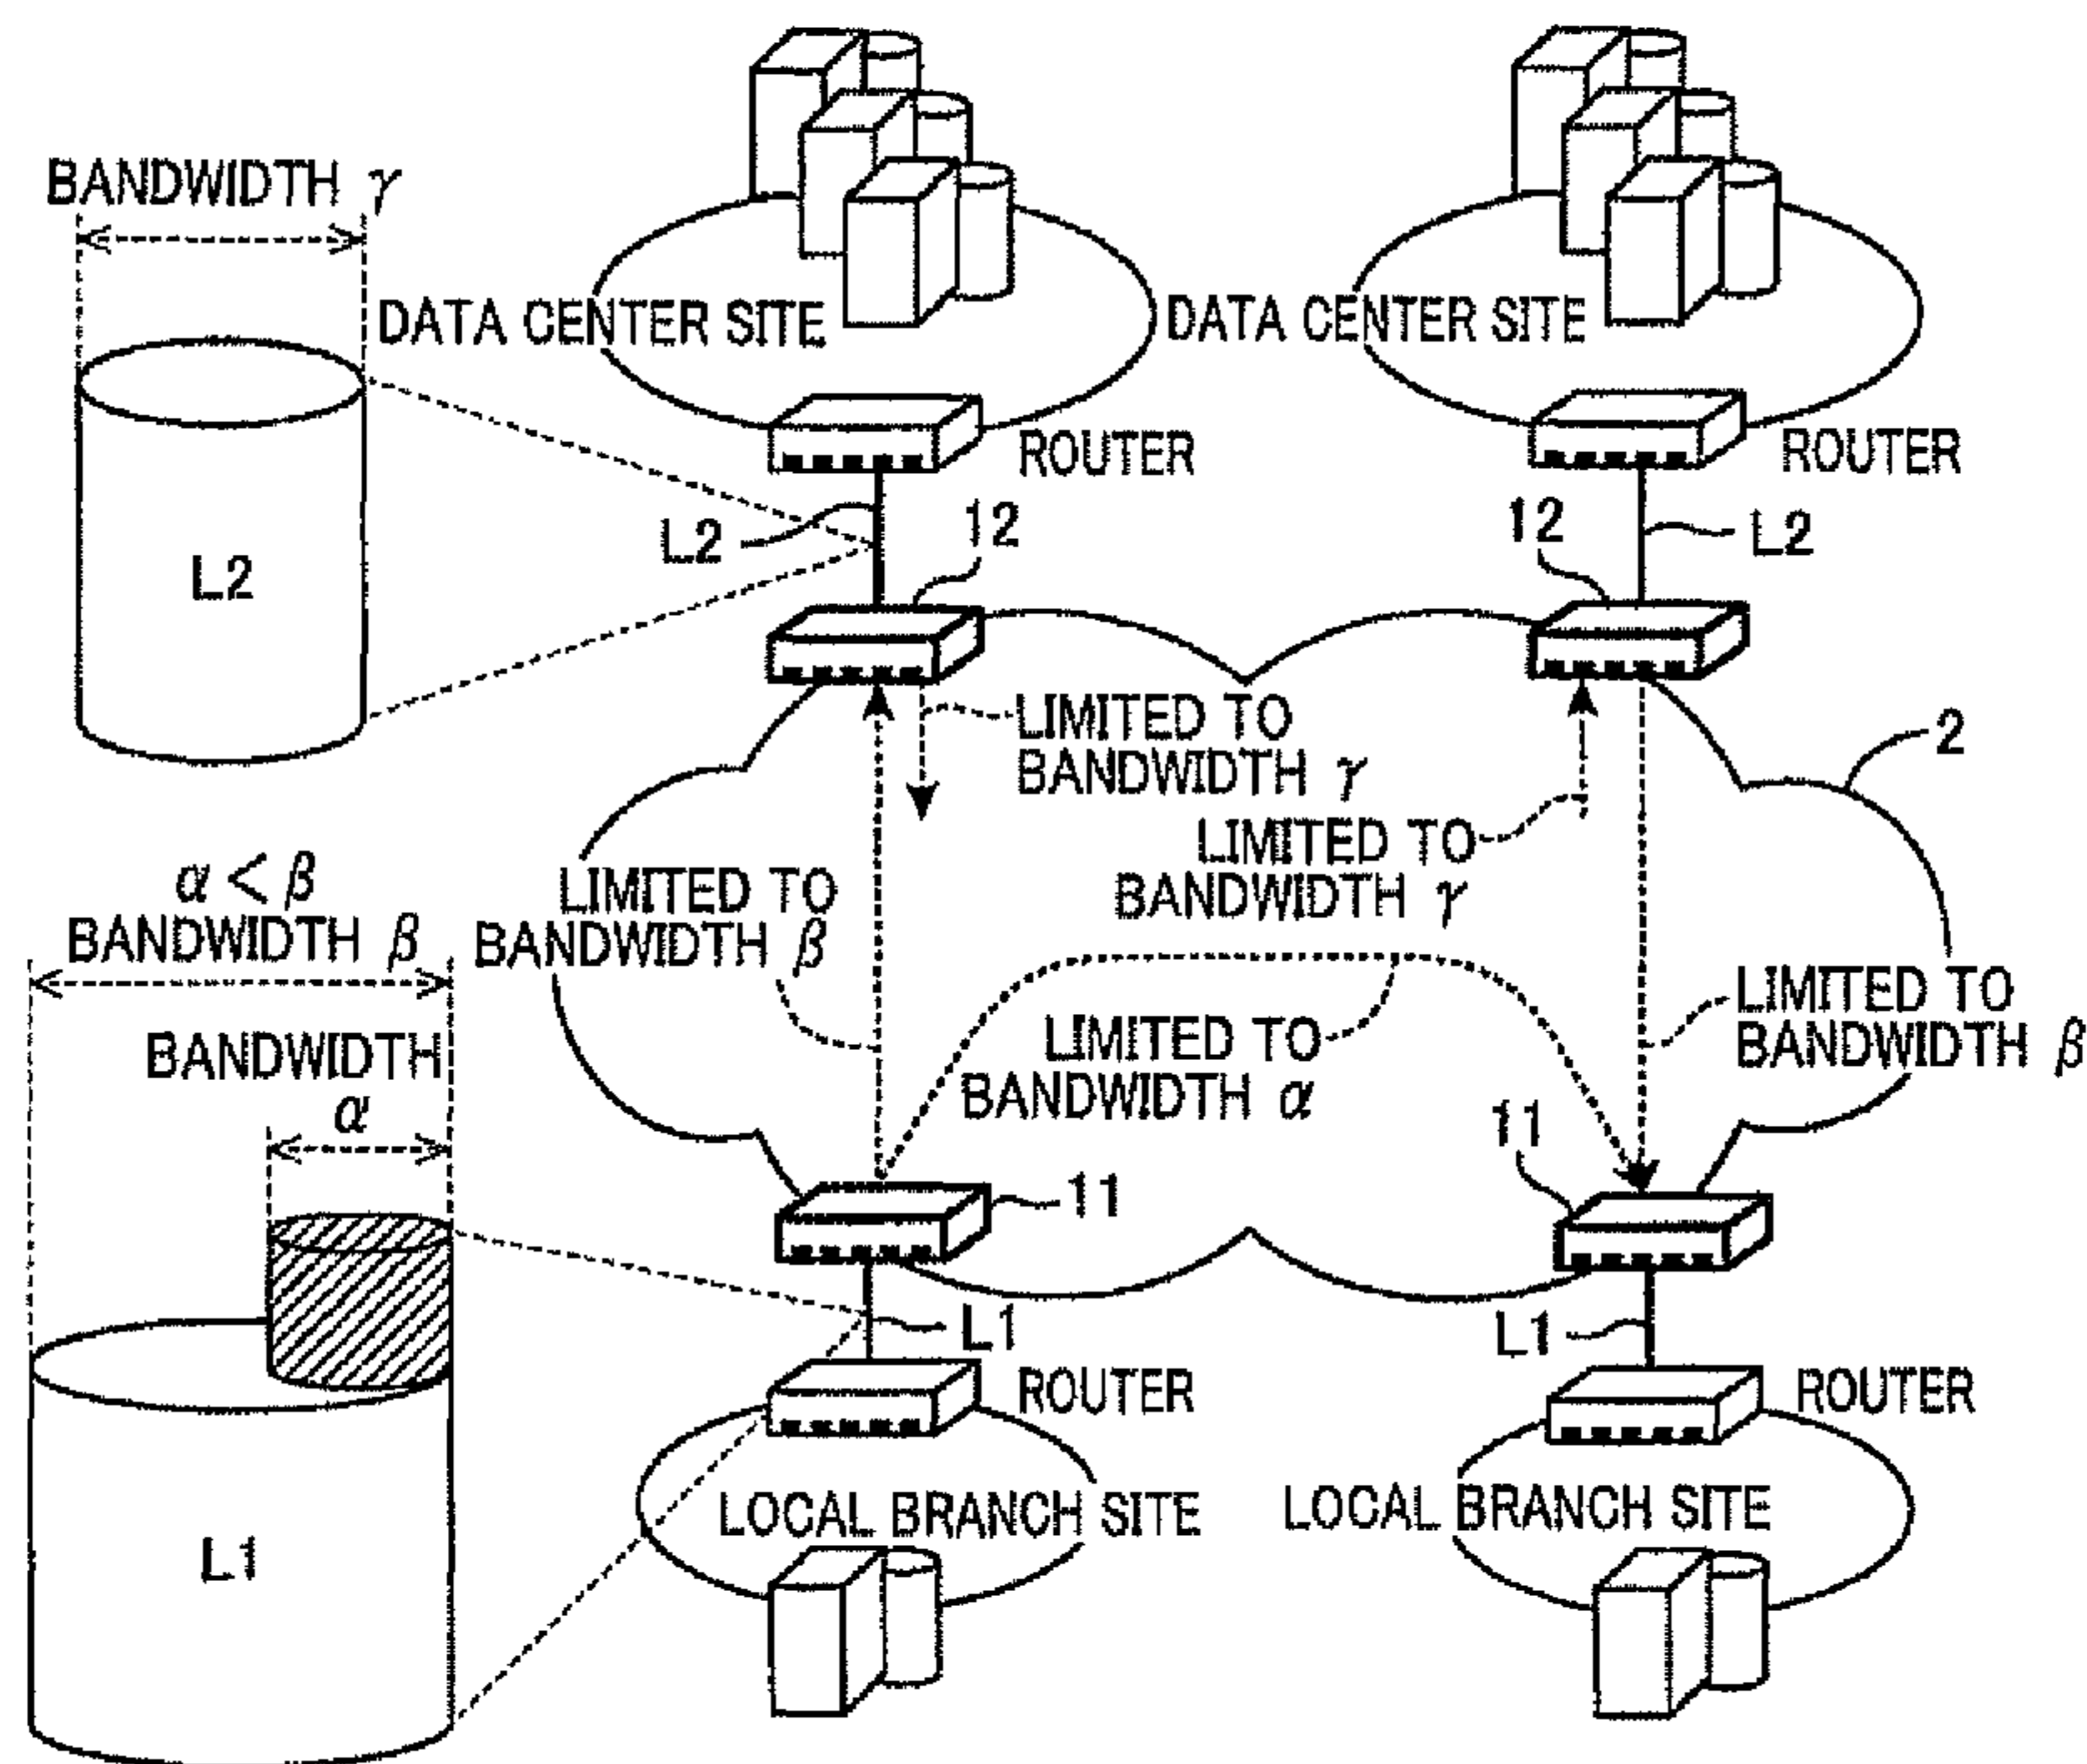 BANDWIDTH γ
DATA CENTER SITE
DATA CENTER SITE
ROUTER
ROUTER
L2
12
12
L2
L2
LIMITED TO
BANDWIDTH γ
2
LIMITED TO
BANDWIDTH γ
α < β
BANDWIDTH β
LIMITED TO
BANDWIDTH β
BANDWIDTH
α
LIMITED TO
BANDWIDTH α
LIMITED TO
BANDWIDTH β
11
11
L1
L1
ROUTER
ROUTER
LOCAL BRANCH SITE
LOCAL BRANCH SITE
L1